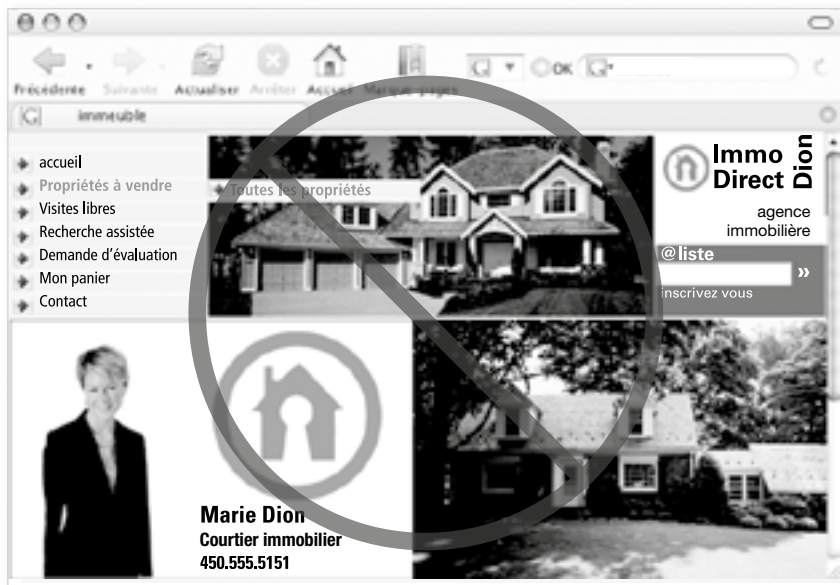 Précédente Suivante Actualiser Arrêter Accueil Marque-pages
OK
immeuble
accueil
Propriétés à vendre
Visites libres
Recherche assistée
Demande d'évaluation
Mon panier
Contact
Toutes les propriétés
Immo
Direct
Dion
agence
immobilière
@liste
»
inscrivez vous
Marie Dion
Courtier immobilier
450.555.5151